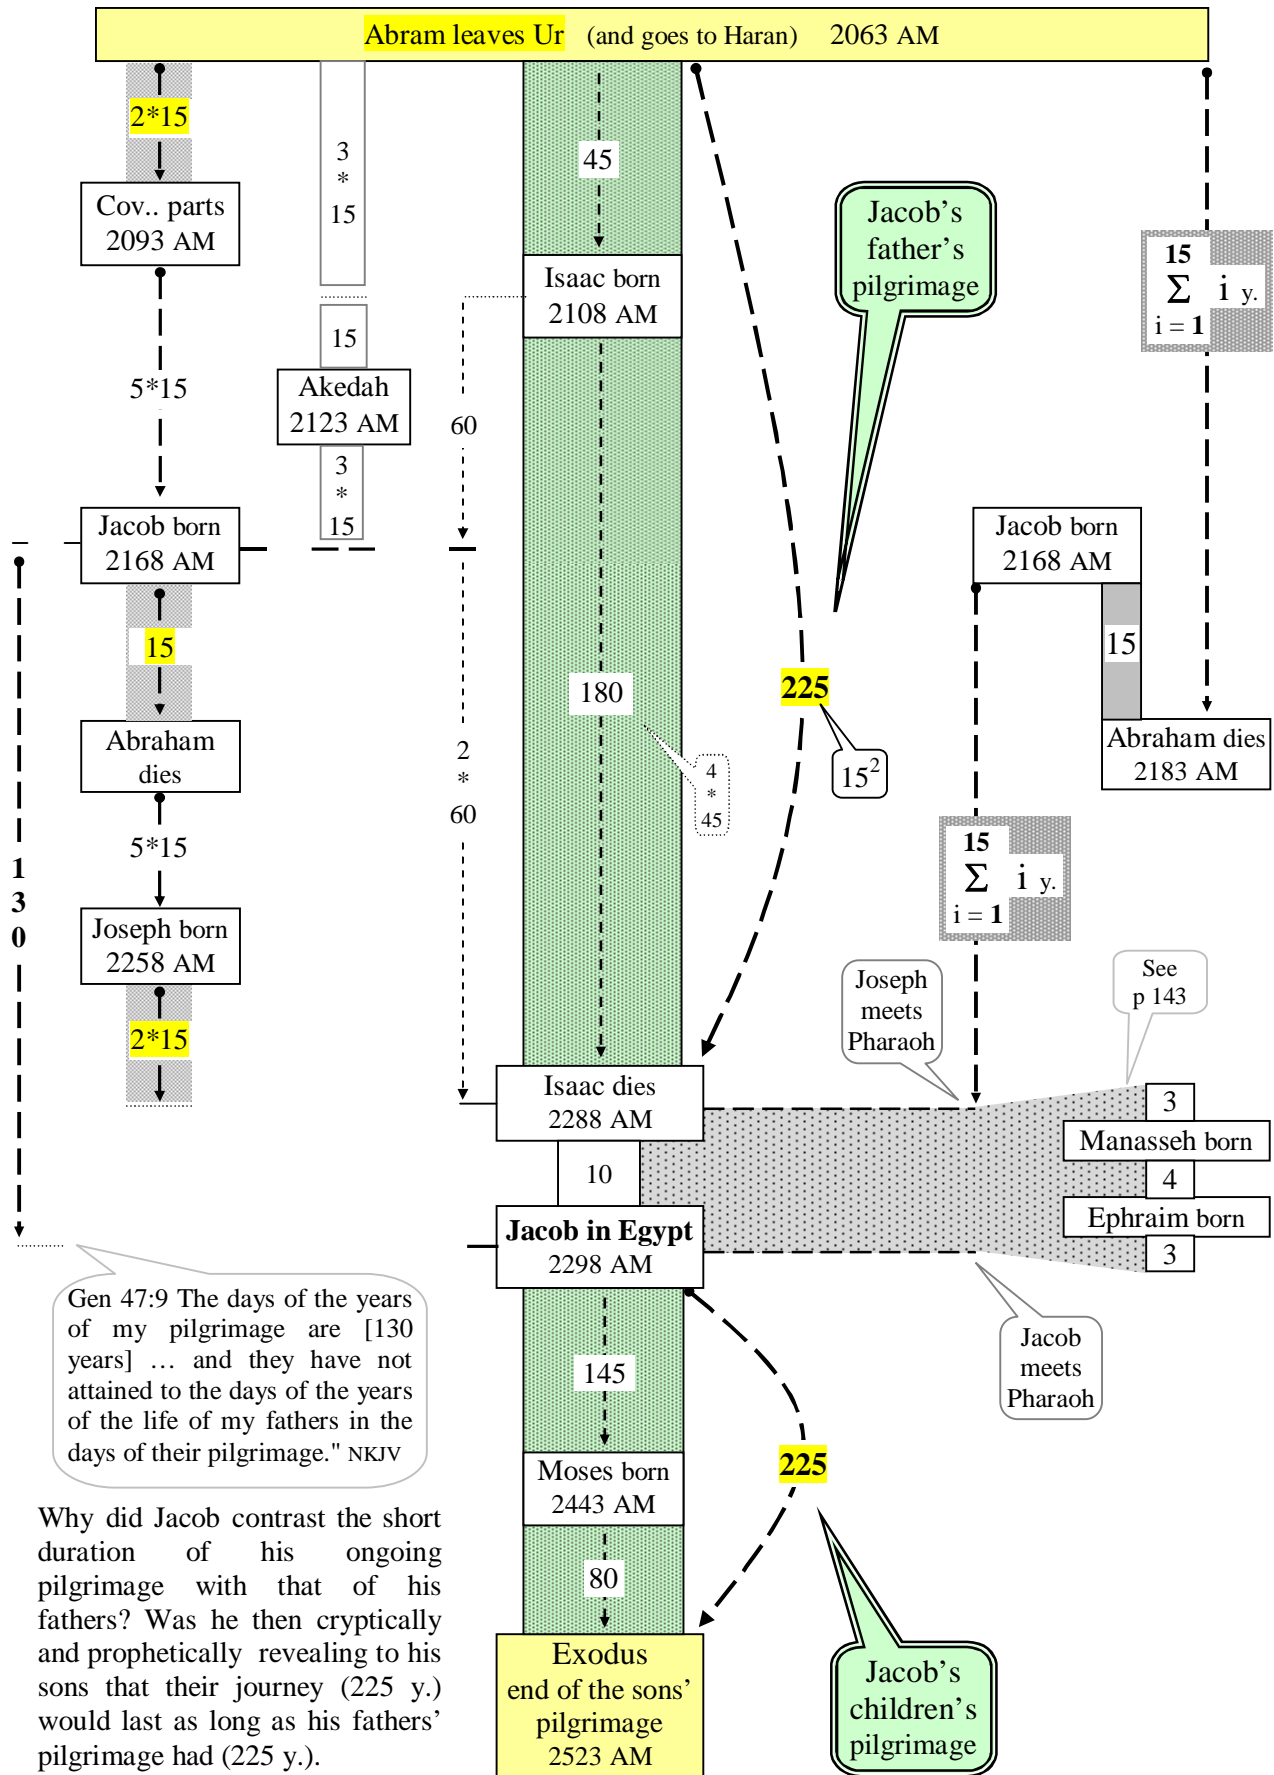 Abram leaves Ur (and goes to Haran) 2063 AM
2*15
Cov.. parts
2093 AM
5*15
Jacob born
2168 AM
15
Abraham
dies
5*15
Joseph born
2258 AM
2*15
1
3
0
3
*
15
15
Akedah
2123 AM
3
*
15
60
2
*
60
45
Isaac born
2108 AM
180
4
*
45
Isaac dies
2288 AM
10
Jacob in Egypt
2298 AM
145
Moses born
2443 AM
80
Exodus
end of the sons’
pilgrimage
2523 AM
Jacob’s
father’s
pilgrimage
225
15²
15
Σ i y.
i = 1
Jacob born
2168 AM
15
Abraham dies
2183 AM
15
Σ i y.
i = 1
Joseph
meets
Pharaoh
See
p 143
3
Manasseh born
4
Ephraim born
3
Jacob
meets
Pharaoh
225
Jacob’s
children’s
pilgrimage
Gen 47:9 The days of the years
of my pilgrimage are [130
years] … and they have not
attained to the days of the years
of the life of my fathers in the
days of their pilgrimage." NKJV
Why did Jacob contrast the short
duration of his ongoing
pilgrimage with that of his
fathers? Was he then cryptically
and prophetically revealing to his
sons that their journey (225 y.)
would last as long as his fathers’
pilgrimage had (225 y.).